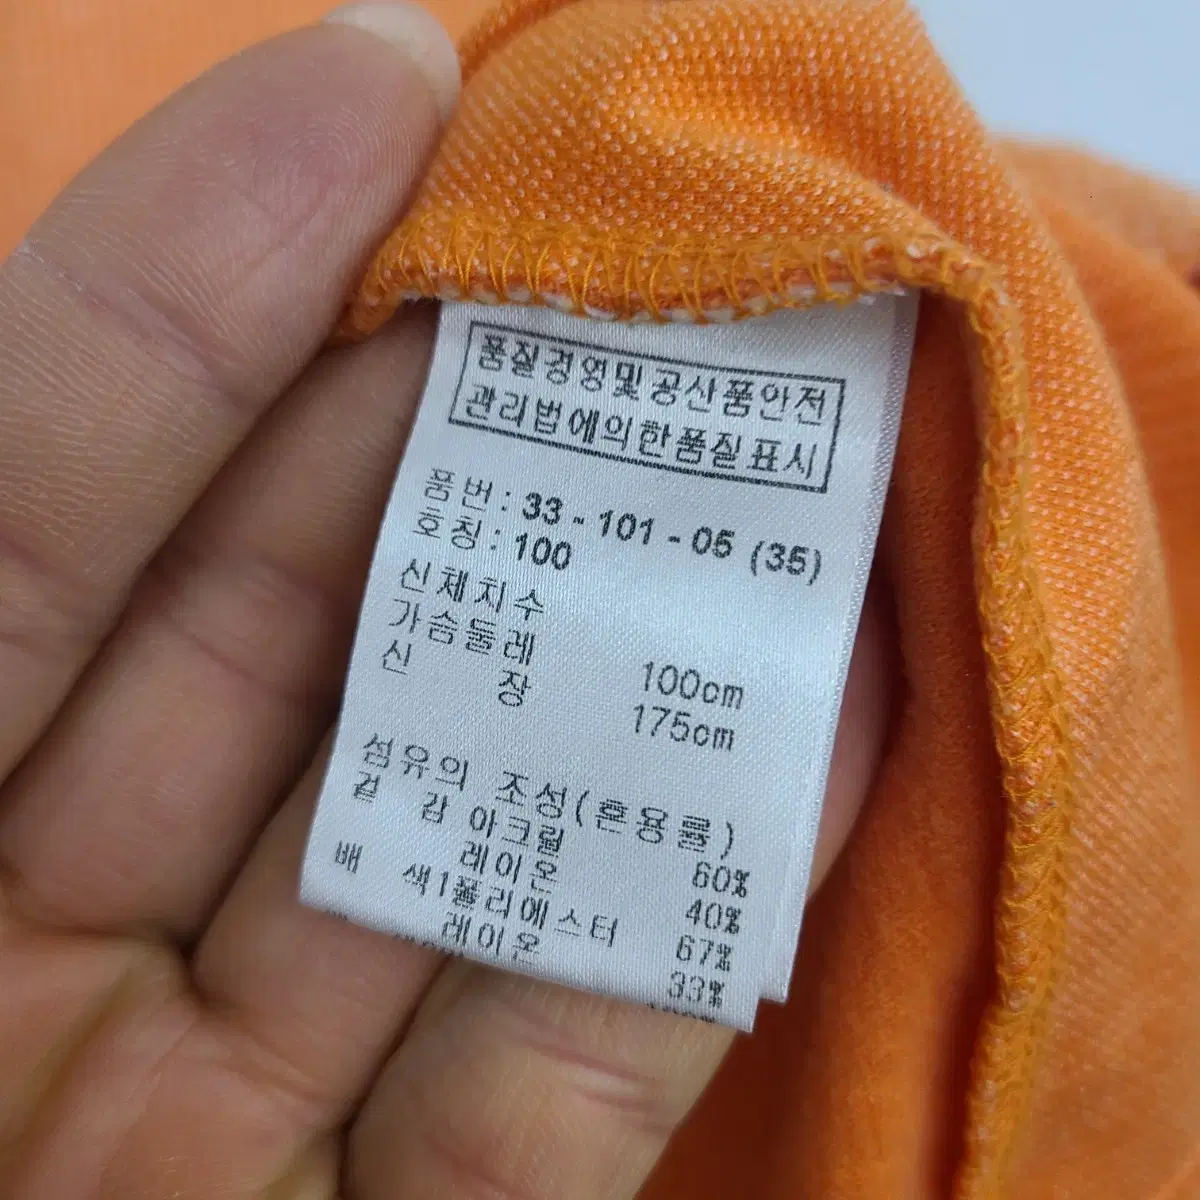 품질경영및공산품안전
관리법에의한품질표시
품번 : 33 - 101 - 05 (35)
호칭 : 100
신체치수
가슴둘레 100cm
신 장 175cm
섬유의 조성(혼용률)
겉 감 아크릴 60%
레이온 40%
배 색1폴리에스터 67%
레이온 33%